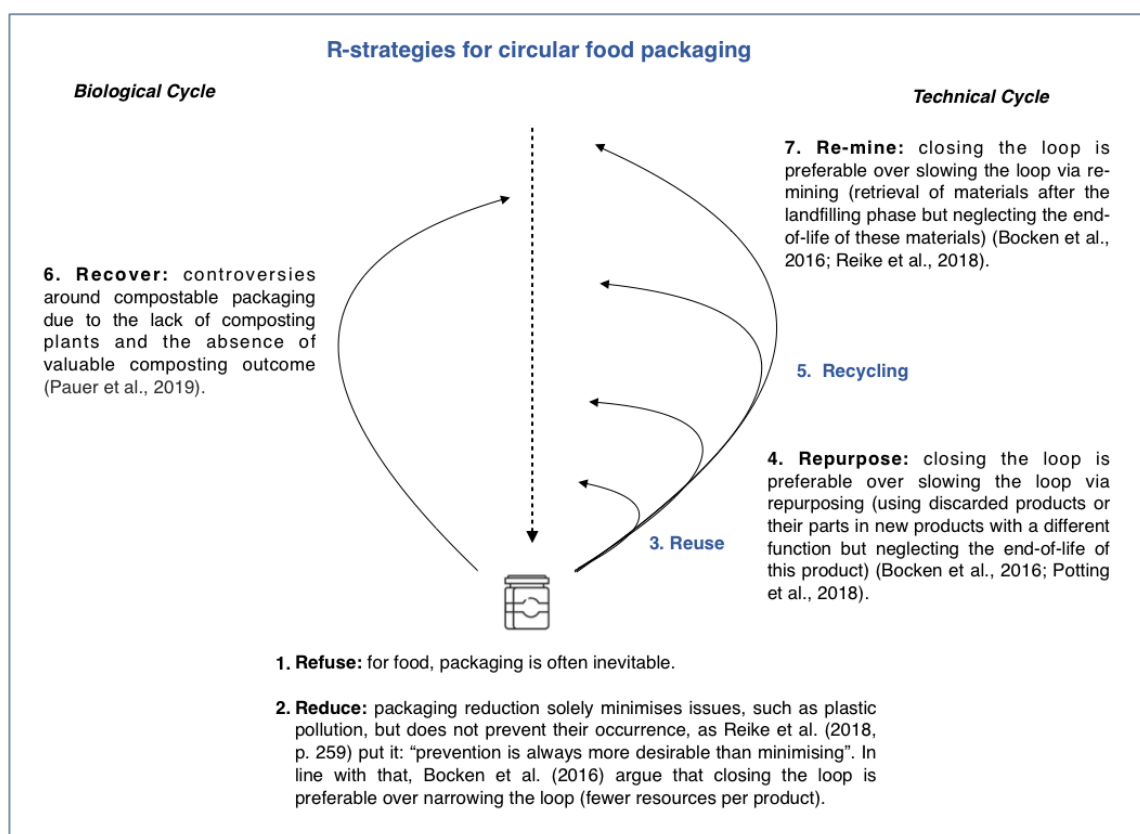 R-strategies for circular food packaging
Biological Cycle
Technical Cycle
7. Re-mine: closing the loop is
preferable over slowing the loop via re-
mining (retrieval of materials after the
landfilling phase but neglecting the end-
of-life of these materials) (Bocken et al.,
2016; Reike et al., 2018).
6. Recover: controversies
around compostable packaging
due to the lack of composting
plants and the absence of
valuable composting outcome
(Pauer et al., 2019).
5. Recycling
4. Repurpose: closing the loop is
preferable over slowing the loop via
repurposing (using discarded products or
their parts in new products with a different
function but neglecting the end-of-life of
this product) (Bocken et al., 2016; Potting
et al., 2018).
3. Reuse
1. Refuse: for food, packaging is often inevitable.
2. Reduce: packaging reduction solely minimises issues, such as plastic
pollution, but does not prevent their occurrence, as Reike et al. (2018,
p. 259) put it: “prevention is always more desirable than minimising”. In
line with that, Bocken et al. (2016) argue that closing the loop is
preferable over narrowing the loop (fewer resources per product).